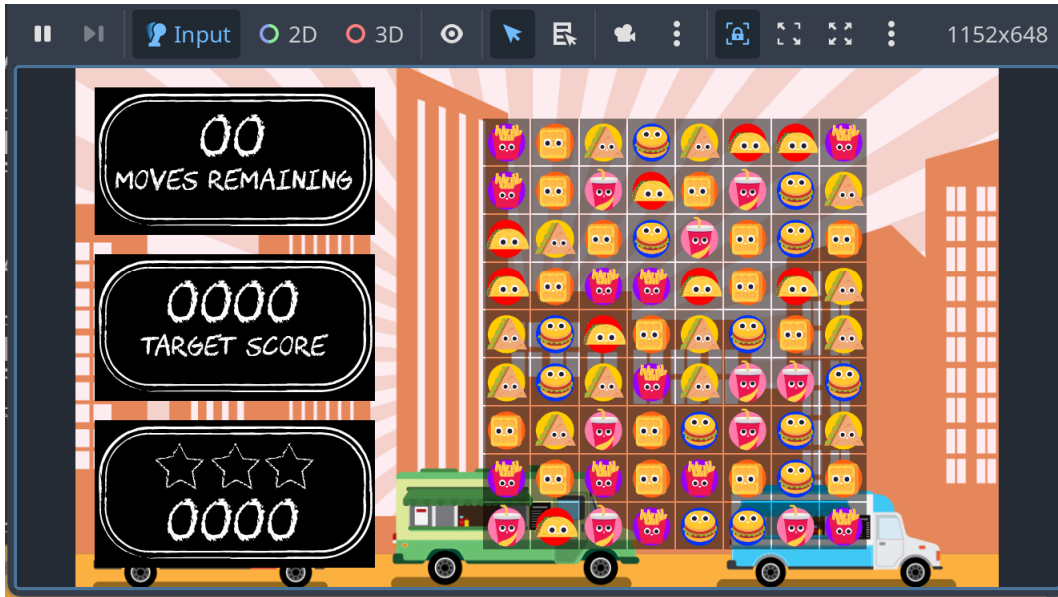 Input 2D 3D 1152x648
00
MOVES REMAINING
0000
TARGET SCORE
0000